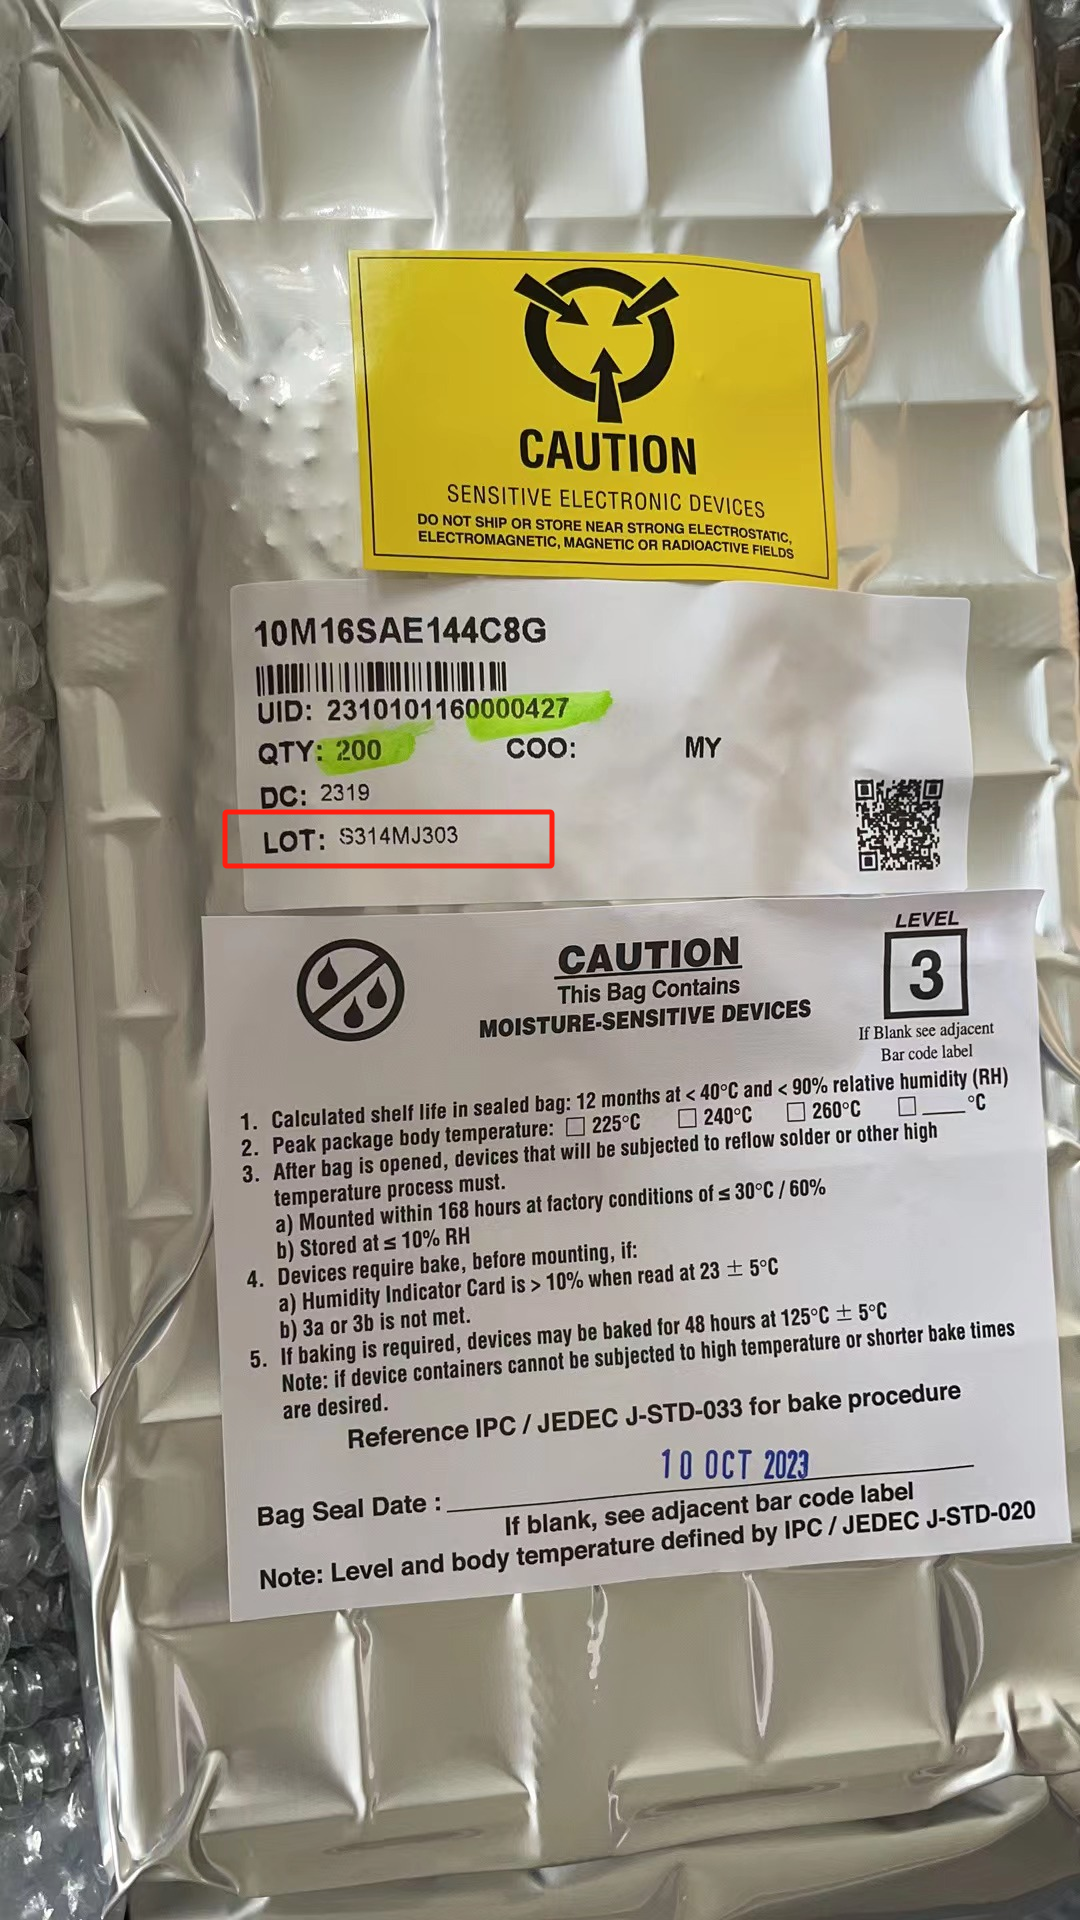 CAUTION
SENSITIVE ELECTRONIC DEVICES
DO NOT SHIP OR STORE NEAR STRONG ELECTROSTATIC,
ELECTROMAGNETIC, MAGNETIC OR RADIOACTIVE FIELDS
10M16SAE144C8G
UID: 2310101160000427
QTY: 200 COO: MY
DC: 2319
LOT: S314MJ303
LEVEL
3
If Blank see adjacent
Bar code label
CAUTION
This Bag Contains
MOISTURE-SENSITIVE DEVICES
1. Calculated shelf life in sealed bag: 12 months at < 40°C and < 90% relative humidity (RH)
2. Peak package body temperature: □ 225°C □ 240°C □ 260°C □ ____°C
3. After bag is opened, devices that will be subjected to reflow solder or other high
temperature process must.
a) Mounted within 168 hours at factory conditions of ≤ 30°C / 60%
b) Stored at ≤ 10% RH
4. Devices require bake, before mounting, if:
a) Humidity Indicator Card is > 10% when read at 23 ± 5°C
b) 3a or 3b is not met.
5. If baking is required, devices may be baked for 48 hours at 125°C ± 5°C
Note: if device containers cannot be subjected to high temperature or shorter bake times
are desired.
Reference IPC / JEDEC J-STD-033 for bake procedure
Bag Seal Date : 10 OCT 2023
If blank, see adjacent bar code label
Note: Level and body temperature defined by IPC / JEDEC J-STD-020